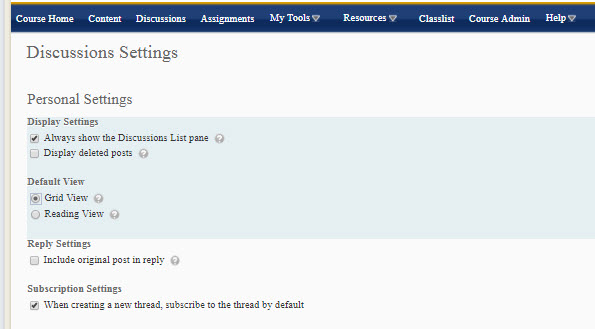 Course Home Content Discussions Assignments My Tools Resources Classlist Course Admin Help
Discussions Settings
Personal Settings
Display Settings
Always show the Discussions List pane ?
Display deleted posts ?
Default View
Grid View ?
Reading View ?
Reply Settings
Include original post in reply ?
Subscription Settings
When creating a new thread, subscribe to the thread by default